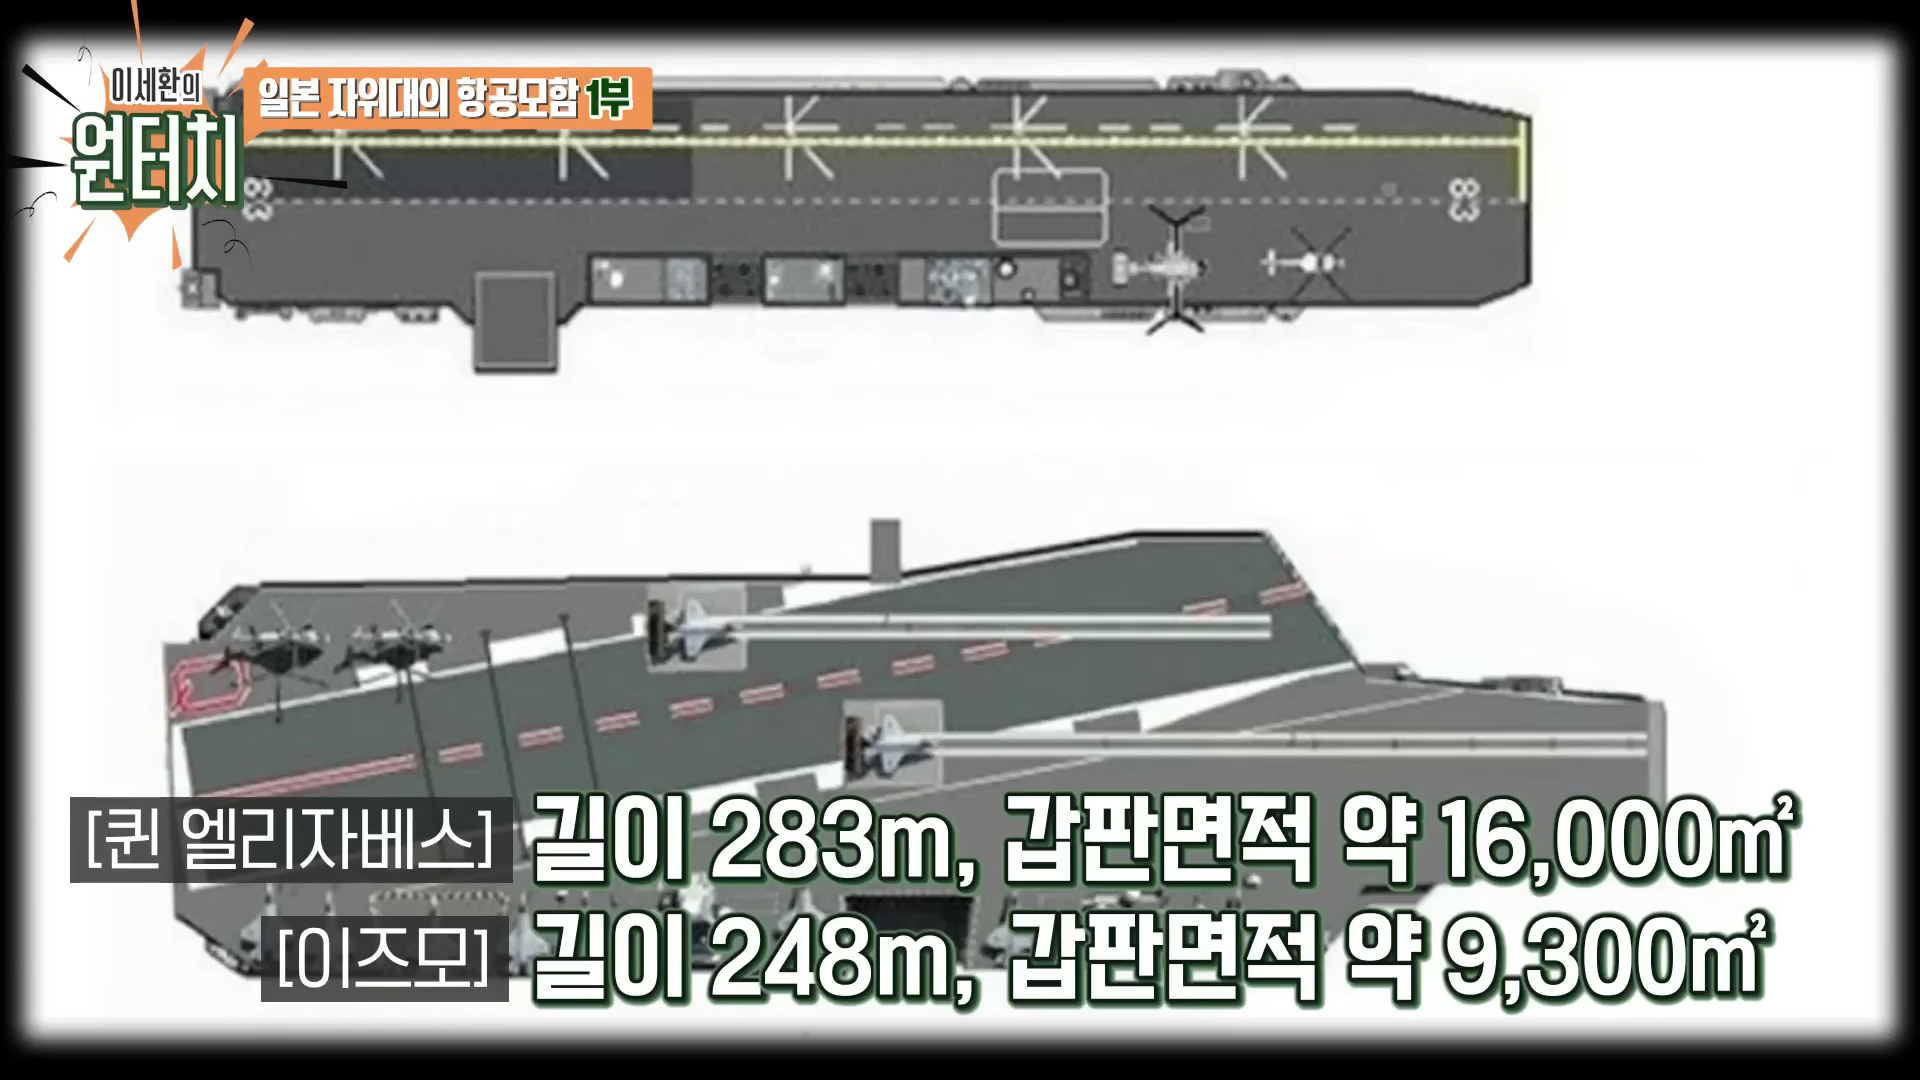 이세환의
원터치
일본 자위대의 항공모함 1부
83
83
[퀸 엘리자베스] 길이 283m, 갑판면적 약 16,000㎡
[이즈모] 길이 248m, 갑판면적 약 9,300㎡